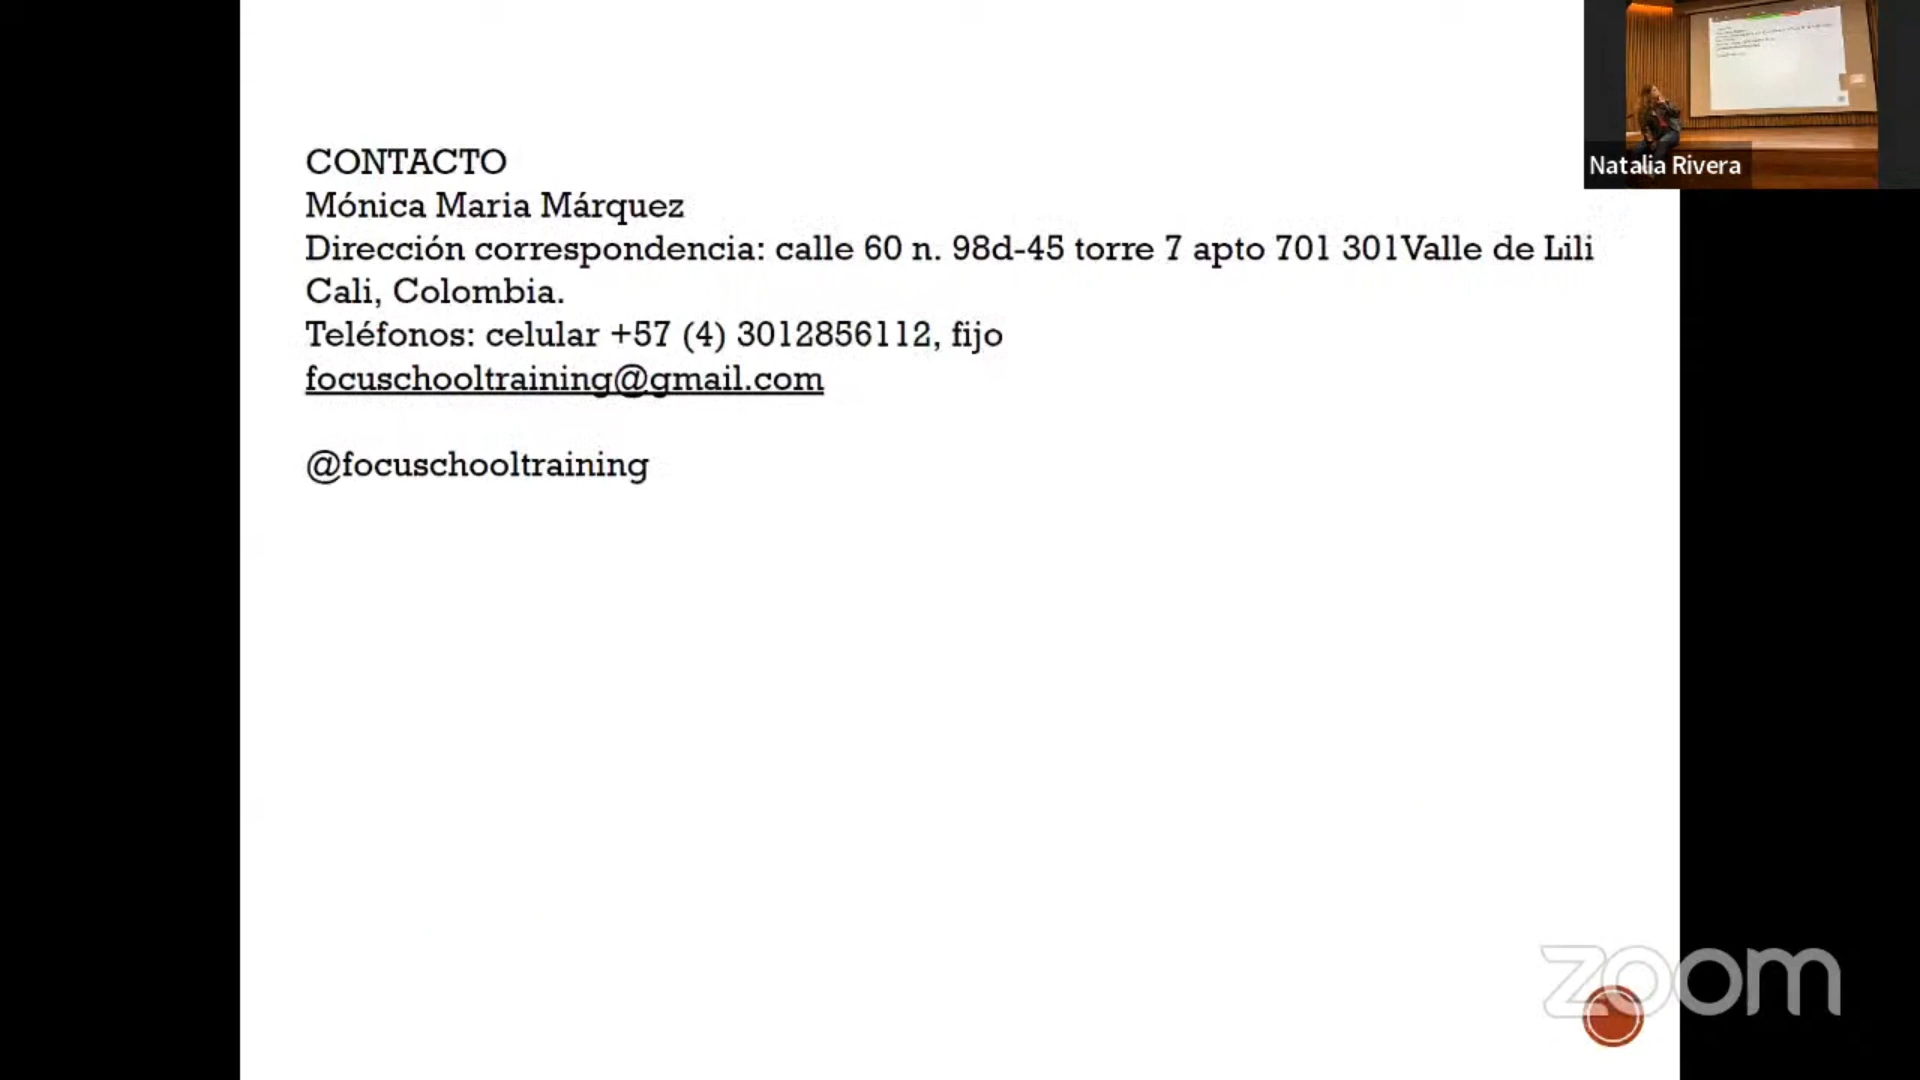 CONTACTO
Mónica Maria Márquez
Dirección correspondencia: calle 60 n. 98d-45 torre 7 apto 701 301Valle de Lili
Cali, Colombia.
Teléfonos: celular +57 (4) 3012856112, fijo
focuschooltraining@gmail.com
@focuschooltraining
Natalia Rivera
zoom